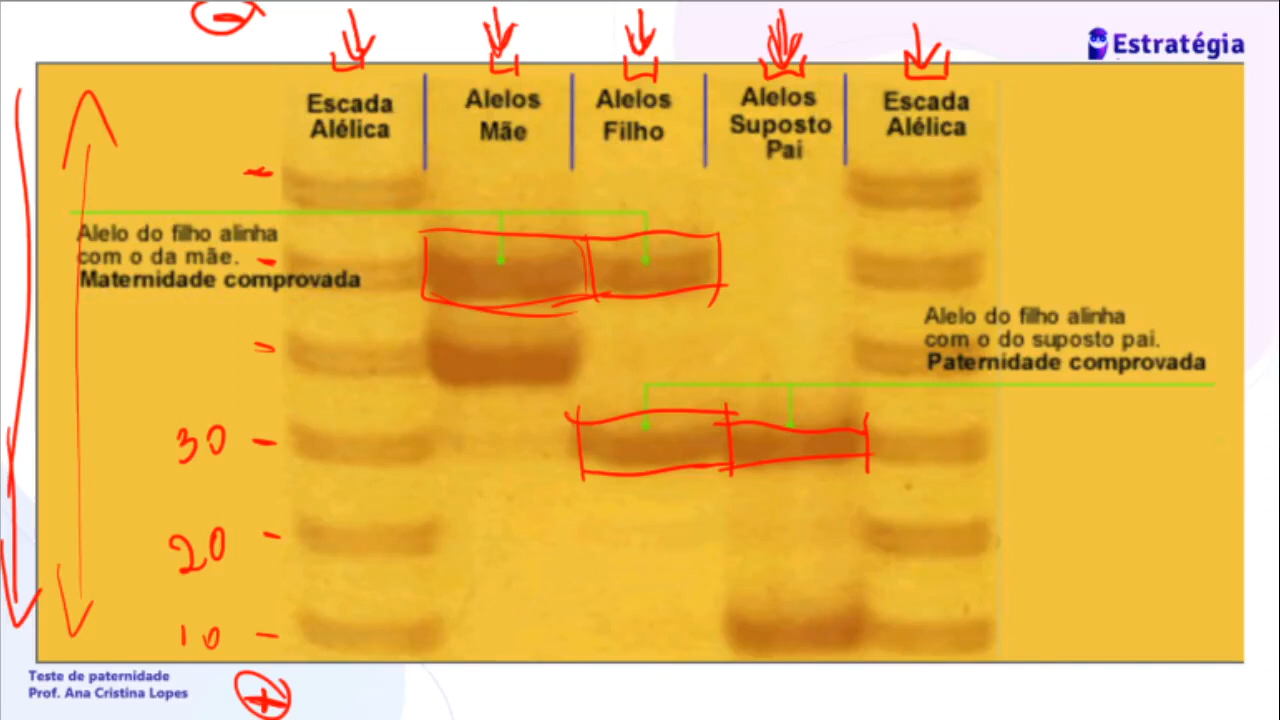 Estratégia
Escada
Alélica
Alelos
Mãe
Alelos
Filho
Alelos
Suposto
Pai
Escada
Alélica
Alelo do filho alinha
com o da mãe.
Maternidade comprovada
Alelo do filho alinha
com o do suposto pai.
Paternidade comprovada
30
20
10
Teste de paternidade
Prof. Ana Cristina Lopes